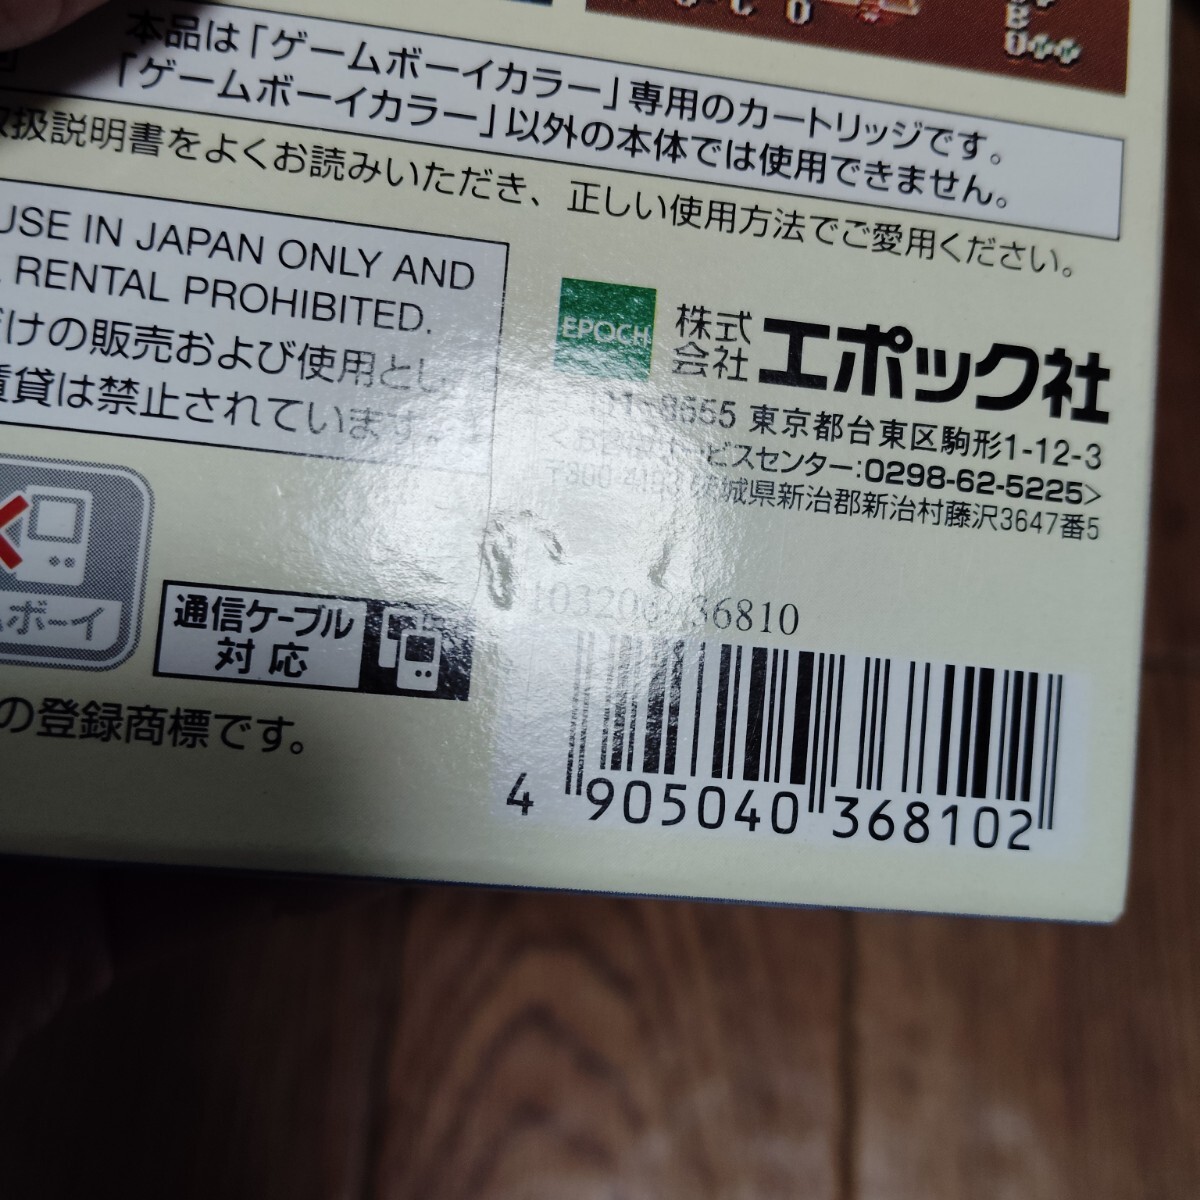 本品は「ゲームボーイカラー」専用のカートリッジです。
「ゲームボーイカラー」以外の本体では使用できません。
取扱説明書をよくお読みいただき、正しい使用方法でご愛用ください。
USE IN JAPAN ONLY AND
RENTAL PROHIBITED.
だけの販売および使用とし
賃貸は禁止されています。
EPOCH
株式会社 エポック社
東京都台東区駒形1-12-3
ービスセンター:0298-62-5225>
茨城県新治郡新治村藤沢3647番5
ムボーイ
通信ケーブル
対応
の登録商標です。
36810
4 905040 368102